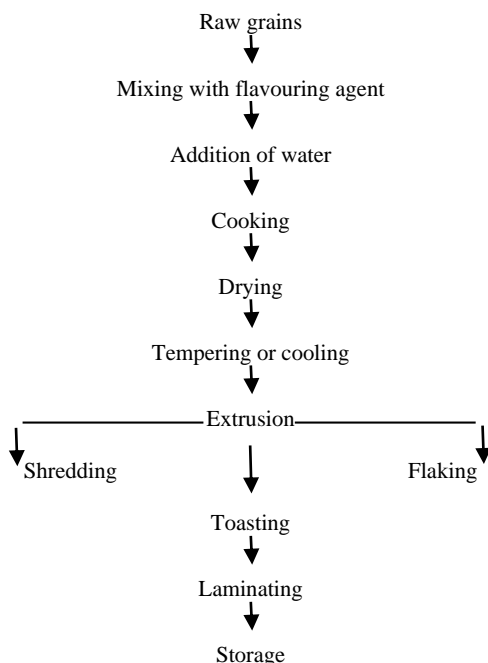 Raw grains
Mixing with flavouring agent
Addition of water
Cooking
Drying
Tempering or cooling
Extrusion
Shredding
Flaking
Toasting
Laminating
Storage